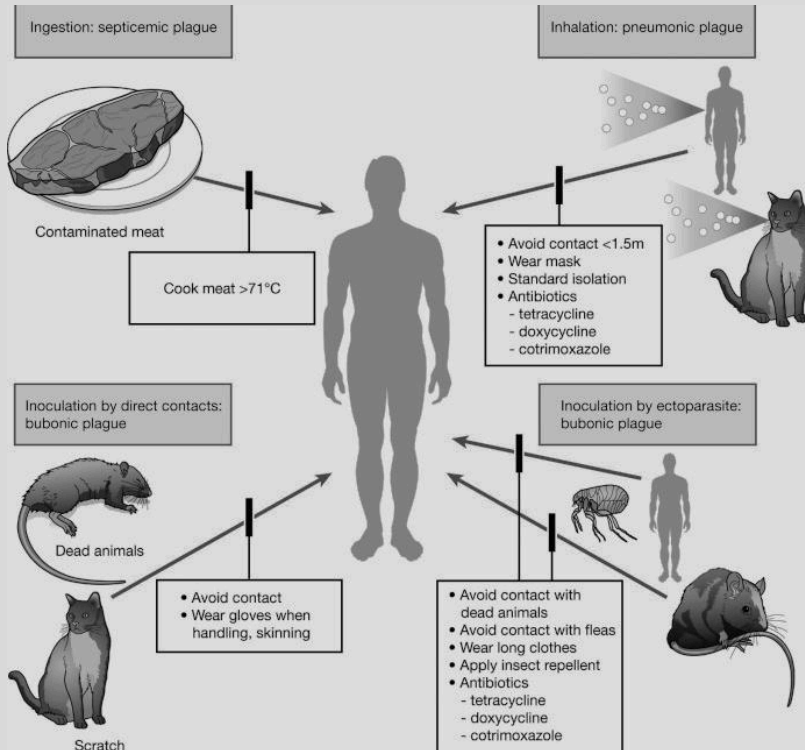 Ingestion: septicemic plague
Inhalation: pneumonic plague
Contaminated meat
Cook meat >71°C
• Avoid contact <1.5m
• Wear mask
• Standard isolation
• Antibiotics
- tetracycline
- doxycycline
- cotrimoxazole
Inoculation by direct contacts:
bubonic plague
Inoculation by ectoparasite:
bubonic plague
Dead animals
• Avoid contact
• Wear gloves when
handling, skinning
• Avoid contact with
dead animals
• Avoid contact with fleas
• Wear long clothes
• Apply insect repellent
• Antibiotics
- tetracycline
- doxycycline
- cotrimoxazole
Scratch